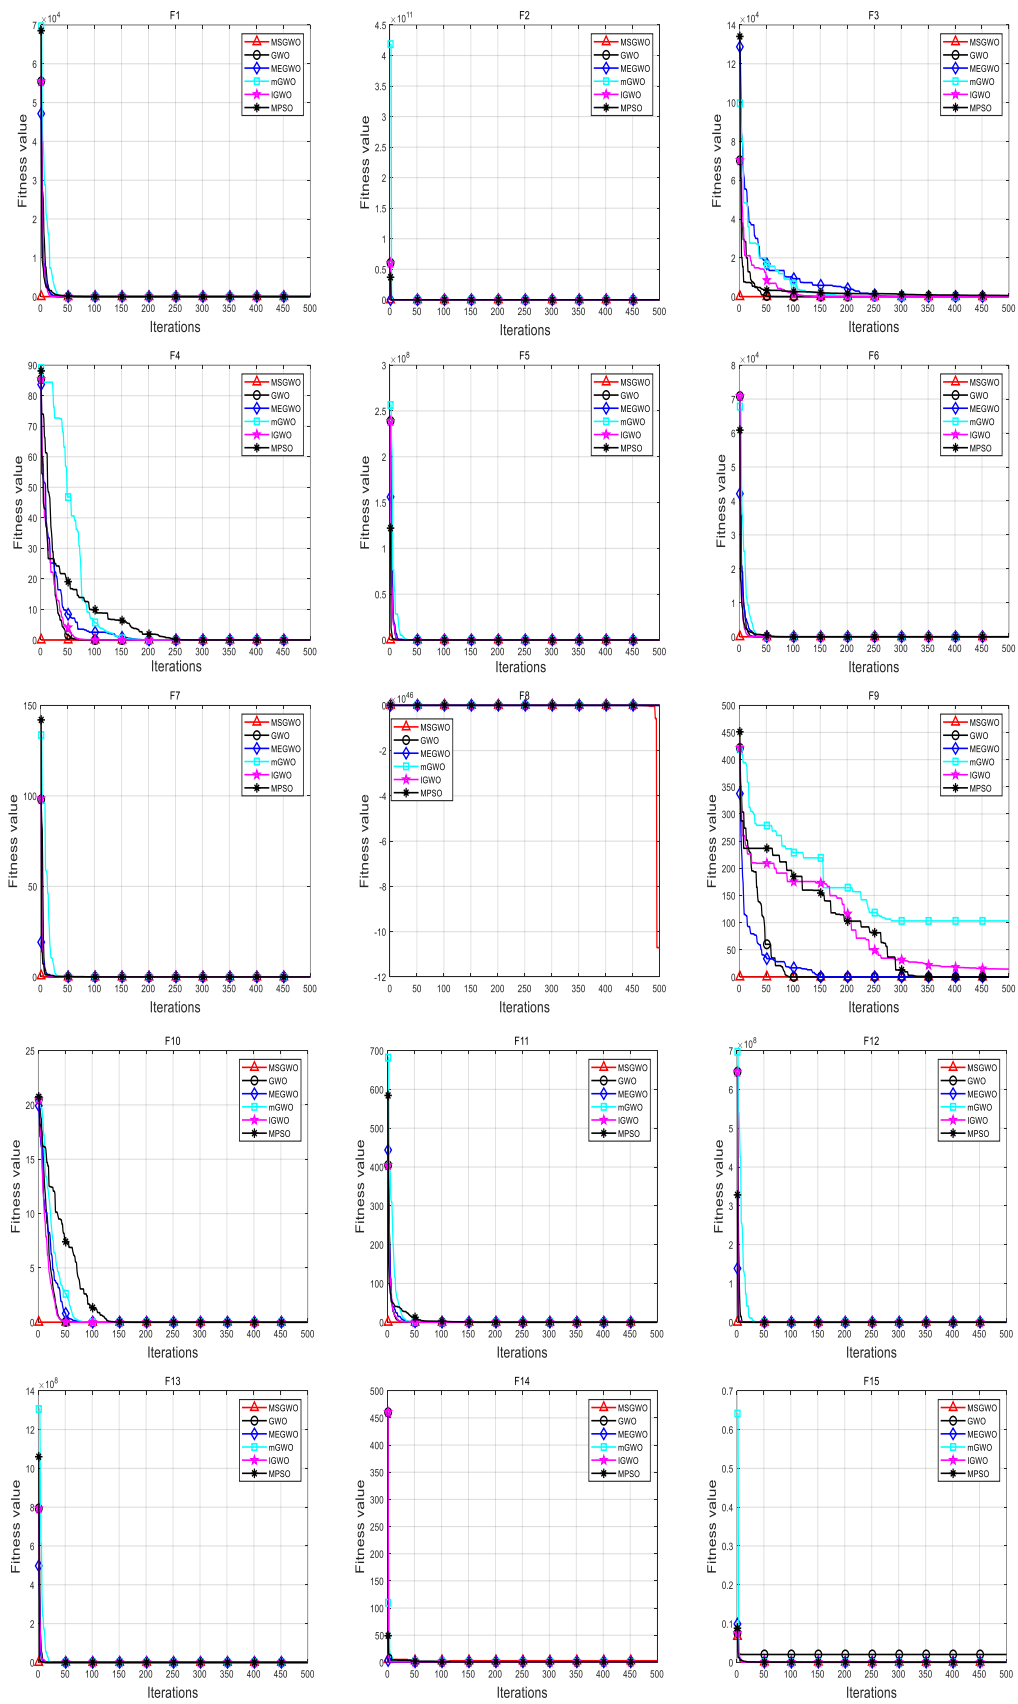 F1
×10⁴
7
6
5
4
3
2
1
0
Fitness value
MSGWO
GWO
MEGWO
mGWO
IGWO
MPSO
0 50 100 150 200 250 300 350 400 450 500
Iterations
F2
×10¹¹
4.5
4
3.5
3
2.5
2
1.5
1
0.5
0
Fitness value
MSGWO
GWO
MEGWO
mGWO
IGWO
MPSO
0 50 100 150 200 250 300 350 400 450 500
Iterations
F3
×10⁴
14
12
10
8
6
4
2
0
Fitness value
MSGWO
GWO
MEGWO
mGWO
IGWO
MPSO
0 50 100 150 200 250 300 350 400 450 500
Iterations
F4
90
80
70
60
50
40
30
20
10
0
Fitness value
MSGWO
GWO
MEGWO
mGWO
IGWO
MPSO
0 50 100 150 200 250 300 350 400 450 500
Iterations
F5
×10⁸
3
2.5
2
1.5
1
0.5
0
Fitness value
MSGWO
GWO
MEGWO
mGWO
IGWO
MPSO
0 50 100 150 200 250 300 350 400 450 500
Iterations
F6
×10⁴
8
7
6
5
4
3
2
1
0
Fitness value
MSGWO
GWO
MEGWO
mGWO
IGWO
MPSO
0 50 100 150 200 250 300 350 400 450 500
Iterations
F7
150
100
50
0
Fitness value
MSGWO
GWO
MEGWO
mGWO
IGWO
MPSO
0 50 100 150 200 250 300 350 400 450 500
Iterations
F8
×10⁴⁶
0
-2
-4
-6
-8
-10
-12
Fitness value
MSGWO
GWO
MEGWO
mGWO
IGWO
MPSO
0 50 100 150 200 250 300 350 400 450 500
Iterations
F9
500
450
400
350
300
250
200
150
100
50
0
Fitness value
MSGWO
GWO
MEGWO
mGWO
IGWO
MPSO
0 50 100 150 200 250 300 350 400 450 500
Iterations
F10
25
20
15
10
5
0
Fitness value
MSGWO
GWO
MEGWO
mGWO
IGWO
MPSO
0 50 100 150 200 250 300 350 400 450 500
Iterations
F11
700
600
500
400
300
200
100
0
Fitness value
MSGWO
GWO
MEGWO
mGWO
IGWO
MPSO
0 50 100 150 200 250 300 350 400 450 500
Iterations
F12
×10⁸
7
6
5
4
3
2
1
0
Fitness value
MSGWO
GWO
MEGWO
mGWO
IGWO
MPSO
0 50 100 150 200 250 300 350 400 450 500
Iterations
F13
×10⁸
14
12
10
8
6
4
2
0
Fitness value
MSGWO
GWO
MEGWO
mGWO
IGWO
MPSO
0 50 100 150 200 250 300 350 400 450 500
Iterations
F14
500
450
400
350
300
250
200
150
100
50
0
Fitness value
MSGWO
GWO
MEGWO
mGWO
IGWO
MPSO
0 50 100 150 200 250 300 350 400 450 500
Iterations
F15
0.7
0.6
0.5
0.4
0.3
0.2
0.1
0
Fitness value
MSGWO
GWO
MEGWO
mGWO
IGWO
MPSO
0 50 100 150 200 250 300 350 400 450 500
Iterations